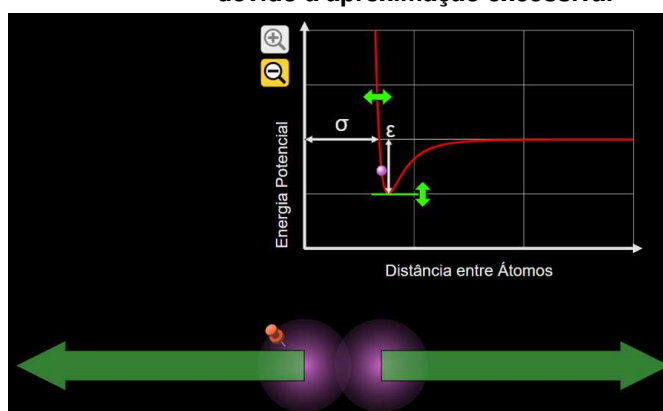 devido à aproximação excessiva.
σ
ε
Energia Potencial
Distância entre Átomos